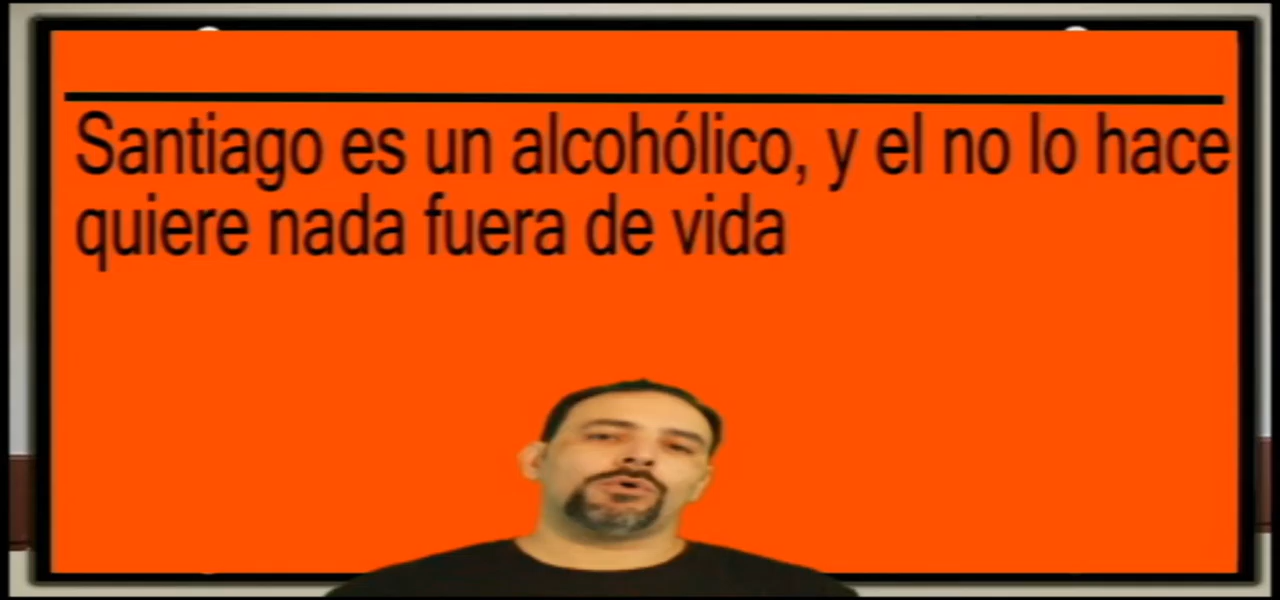 Santiago es un alcohólico, y el no lo hace
quiere nada fuera de vida